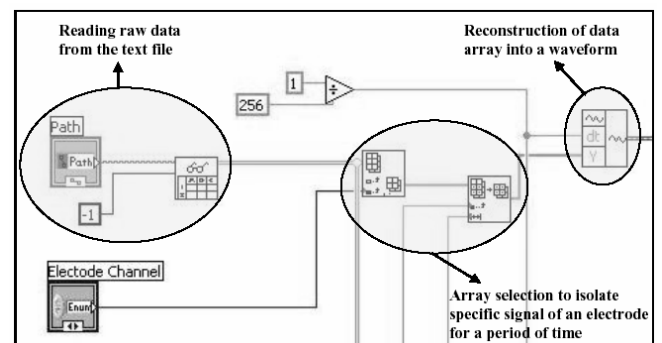 Reading raw data
from the text file
Reconstruction of data
array into a waveform
1
256
÷
Path
Path
-1
dt
Y
Electode Channel
Enum
Array selection to isolate
specific signal of an electrode
for a period of time